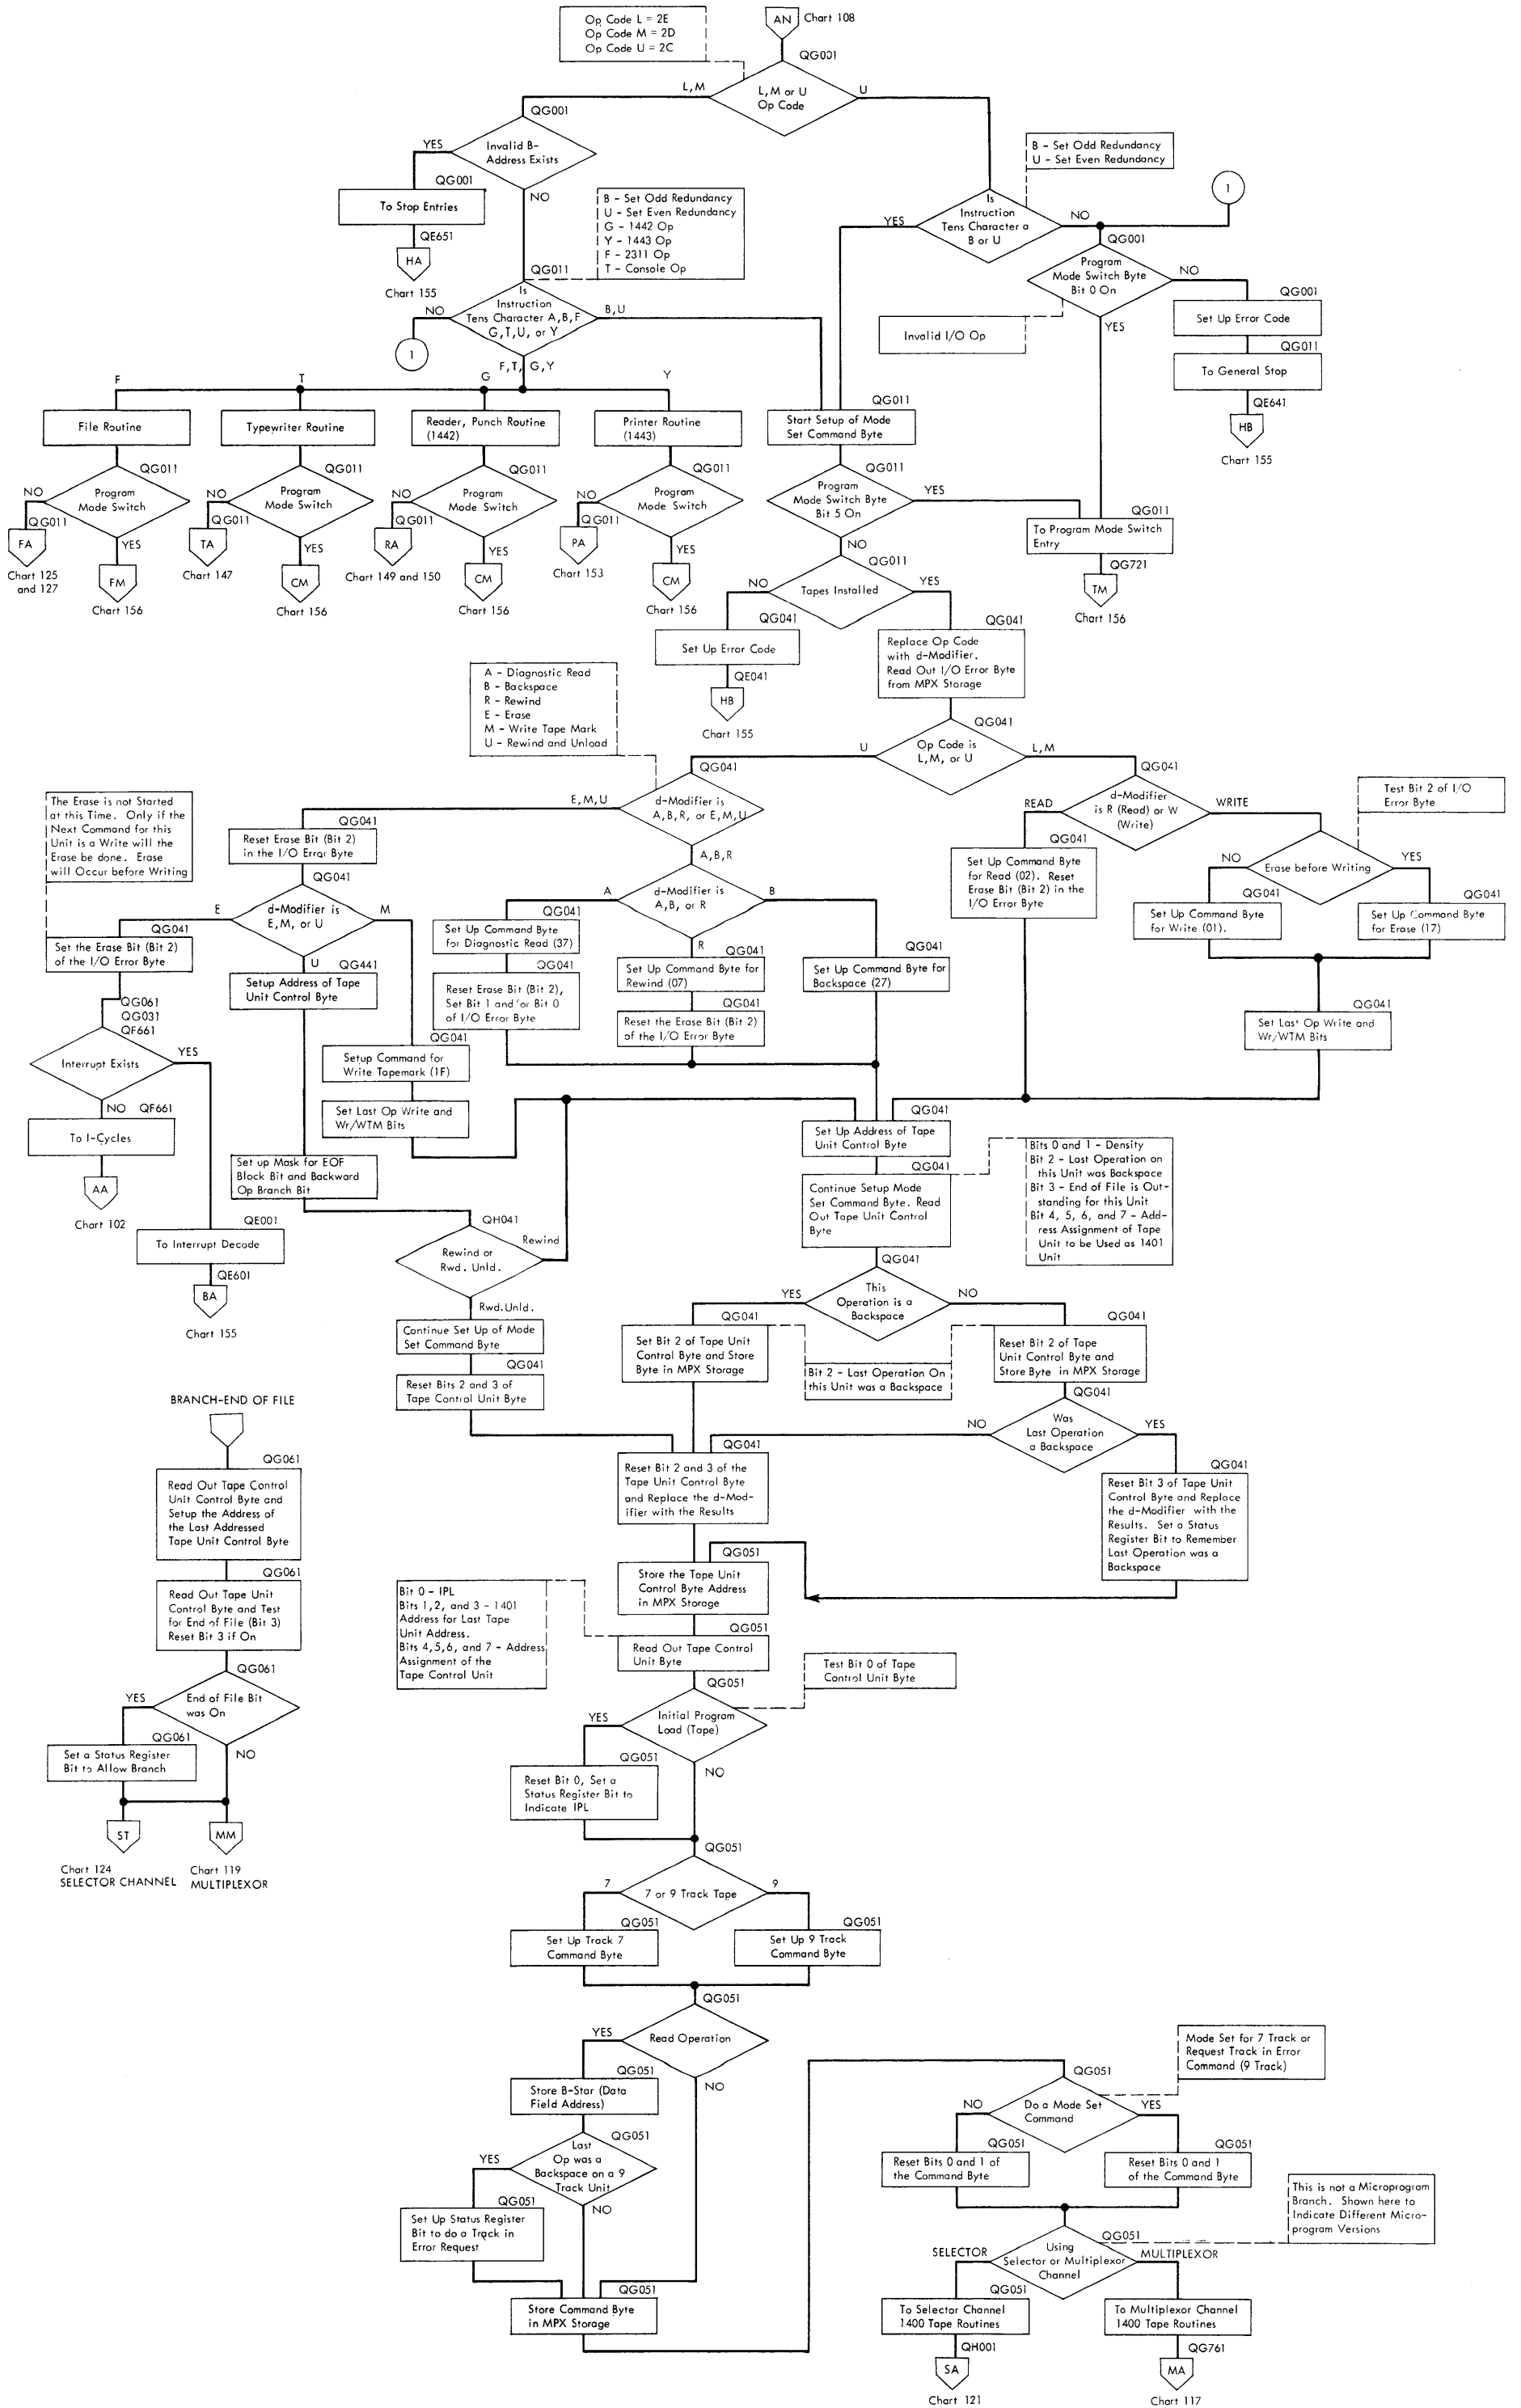 Op Code L = 2E
Op Code M = 2D
Op Code U = 2C
AN
Chart 108
QG001
L,M or U
Op Code
L,M
U
QG001
Invalid B-
Address Exists
YES
NO
QG001
To Stop Entries
QE651
HA
Chart 155
B - Set Odd Redundancy
U - Set Even Redundancy
G - 1442 Op
Y - 1443 Op
F - 2311 Op
T - Console Op
B - Set Odd Redundancy
U - Set Even Redundancy
1
Is
Instruction
Tens Character a
B or U
YES
NO
QG001
Program
Mode Switch Byte
Bit 0 On
NO
YES
Invalid I/O Op
QG001
Set Up Error Code
QG011
To General Stop
QE641
HB
Chart 155
QG011
Is
Instruction
Tens Character A,B,F
G,T,U, or Y
NO
B,U
1
F,T, G,Y
F
T
G
Y
File Routine
Typewriter Routine
Reader, Punch Routine
(1442)
Printer Routine
(1443)
QG011
Start Setup of Mode
Set Command Byte
QG011
Program
Mode Switch
NO
QG011
YES
FA
Chart 125
and 127
FM
Chart 156
QG011
Program
Mode Switch
NO
QG011
YES
TA
Chart 147
CM
Chart 156
QG011
Program
Mode Switch
NO
QG011
YES
RA
Chart 149 and 150
CM
Chart 156
QG011
Program
Mode Switch
NO
QG011
YES
PA
Chart 153
CM
Chart 156
QG011
Program
Mode Switch Byte
Bit 5 On
YES
NO
QG011
To Program Mode Switch
Entry
QG721
TM
Chart 156
QG011
Tapes Installed
NO
YES
QG041
Set Up Error Code
QE041
HB
Chart 155
QG041
Replace Op Code
with d-Modifier.
Read Out I/O Error Byte
from MPX Storage
A - Diagnostic Read
B - Backspace
R - Rewind
E - Erase
M - Write Tape Mark
U - Rewind and Unload
QG041
Op Code is
L,M, or U
U
L,M
QG041
d-Modifier is
A,B,R, or E,M,U
E,M,U
A,B,R
QG041
d-Modifier is
is R (Read) or W
(Write)
READ
WRITE
Test Bit 2 of I/O
Error Byte
The Erase is not Started
at this Time. Only if the
Next Command for this
Unit is a Write will the
Erase be done. Erase
will Occur before Writing
QG041
Reset Erase Bit (Bit 2)
in the I/O Error Byte
QG041
d-Modifier is
E,M, or U
E
M
U
d-Modifier is
A,B, or R
A
B
R
QG041
Set Up Command Byte
for Read (02). Reset
Erase Bit (Bit 2) in the
I/O Error Byte
Erase before Writing
NO
YES
QG041
Set Up Command Byte
for Write (01).
QG041
Set Up Command Byte
for Erase (17)
QG041
Set the Erase Bit (Bit 2)
of the I/O Error Byte
QG441
Setup Address of Tape
Unit Control Byte
QG041
Set Up Command Byte
for Diagnostic Read (37)
QG041
Reset Erase Bit (Bit 2),
Set Bit 1 and/or Bit 0
of I/O Error Byte
QG041
Set Up Command Byte for
Rewind (07)
QG041
Reset the Erase Bit (Bit 2)
of the I/O Error Byte
QG041
Set Up Command Byte for
Backspace (27)
QG041
Set Last Op Write and
Wr/WTM Bits
QG061
QG031
QF661
Interrupt Exists
YES
NO
QF661
To I-Cycles
AA
Chart 102
QG041
Setup Command for
Write Tapemark (1F)
Set Last Op Write and
Wr/WTM Bits
Set up Mask for EOF
Block Bit and Backward
Op Branch Bit
QE001
To Interrupt Decode
QE601
BA
Chart 155
QH041
Rewind or
Rwd. Unld.
Rewind
Rwd.Unld.
Continue Set Up of Mode
Set Command Byte
QG041
Reset Bits 2 and 3 of
Tape Control Unit Byte
QG041
Set Up Address of Tape
Unit Control Byte
QG041
Continue Setup Mode
Set Command Byte. Read
Out Tape Unit Control
Byte
Bits 0 and 1 - Density
Bit 2 - Last Operation on
this Unit was Backspace
Bit 3 - End of File is Out-
standing for this Unit
Bit 4, 5, 6, and 7 - Add-
ress Assignment of Tape
Unit to be Used as 1401
Unit
QG041
This
Operation is a
Backspace
YES
NO
QG041
Set Bit 2 of Tape Unit
Control Byte and Store
Byte in MPX Storage
Bit 2 - Last Operation On
this Unit was a Backspace
QG041
Reset Bit 2 of Tape
Unit Control Byte and
Store Byte in MPX Storage
QG041
Was
Last Operation
a Backspace
NO
YES
QG041
Reset Bit 2 and 3 of the
Tape Unit Control Byte
and Replace the d-Mod-
ifier with the Results
QG041
Reset Bit 3 of Tape Unit
Control Byte and Replace
the d-Modifier with the
Results. Set a Status
Register Bit to Remember
Last Operation was a
Backspace
BRANCH-END OF FILE
QG061
Read Out Tape Control
Unit Control Byte and
Setup the Address of
the Last Addressed
Tape Unit Control Byte
QG061
Read Out Tape Unit
Control Byte and Test
for End of File (Bit 3)
Reset Bit 3 if On
QG061
End of File Bit
was On
YES
NO
QG061
Set a Status Register
Bit to Allow Branch
ST
MM
Chart 124
SELECTOR CHANNEL
Chart 119
MULTIPLEXOR
QG051
Store the Tape Unit
Control Byte Address
in MPX Storage
Bit 0 - IPL
Bits 1,2, and 3 - 1401
Address for Last Tape
Unit Address.
Bits 4,5,6, and 7 - Address
Assignment of the
Tape Control Unit
QG051
Read Out Tape Control
Unit Byte
Test Bit 0 of Tape
Control Unit Byte
QG051
Initial Program
Load (Tape)
YES
NO
QG051
Reset Bit 0, Set a
Status Register Bit to
Indicate IPL
QG051
7 or 9 Track Tape
7
9
QG051
Set Up Track 7
Command Byte
QG051
Set Up 9 Track
Command Byte
QG051
Read Operation
YES
NO
QG051
Store B-Star (Data
Field Address)
QG051
Last
Op was a
Backspace on a 9
Track Unit
YES
NO
QG051
Set Up Status Register
Bit to do a Track in
Error Request
QG051
Store Command Byte
in MPX Storage
Mode Set for 7 Track or
Request Track in Error
Command (9 Track)
QG051
Do a Mode Set
Command
NO
YES
QG051
Reset Bits 0 and 1 of
the Command Byte
QG051
Reset Bits 0 and 1
of the Command Byte
This is not a Microprogram
Branch. Shown here to
Indicate Different Micro-
program Versions
QG051
Using
Selector or Multiplexor
Channel
SELECTOR
MULTIPLEXOR
QG051
To Selector Channel
1400 Tape Routines
To Multiplexor Channel
1400 Tape Routines
QH001
QG761
SA
MA
Chart 121
Chart 117